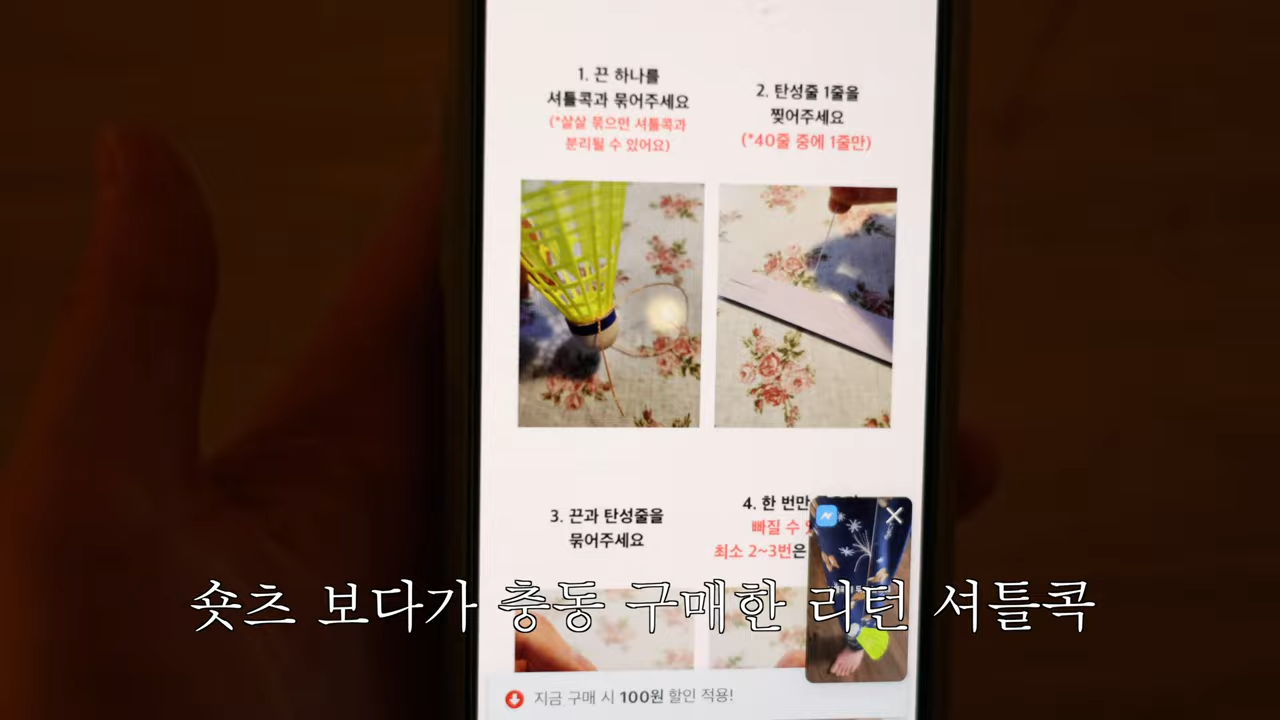 1. 끈 하나를
셔틀콕과 묶어주세요
(*살살 묶으면 셔틀콕과
분리될 수 있어요)
2. 탄성줄 1줄을
찢어주세요
(*40줄 중에 1줄만)
3. 끈과 탄성줄을
묶어주세요
4. 한 번만
빠질 수
최소 2~3번은
숏츠 보다가 충동 구매한 리턴 셔틀콕
지금 구매 시 100원 할인 적용!